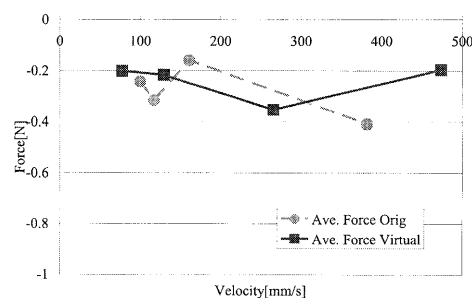 0
0 100 200 300 400 500
-0.2
-0.4
-0.6
-0.8
-1
Force[N]
Ave. Force Orig
Ave. Force Virtual
Velocity[mm/s]